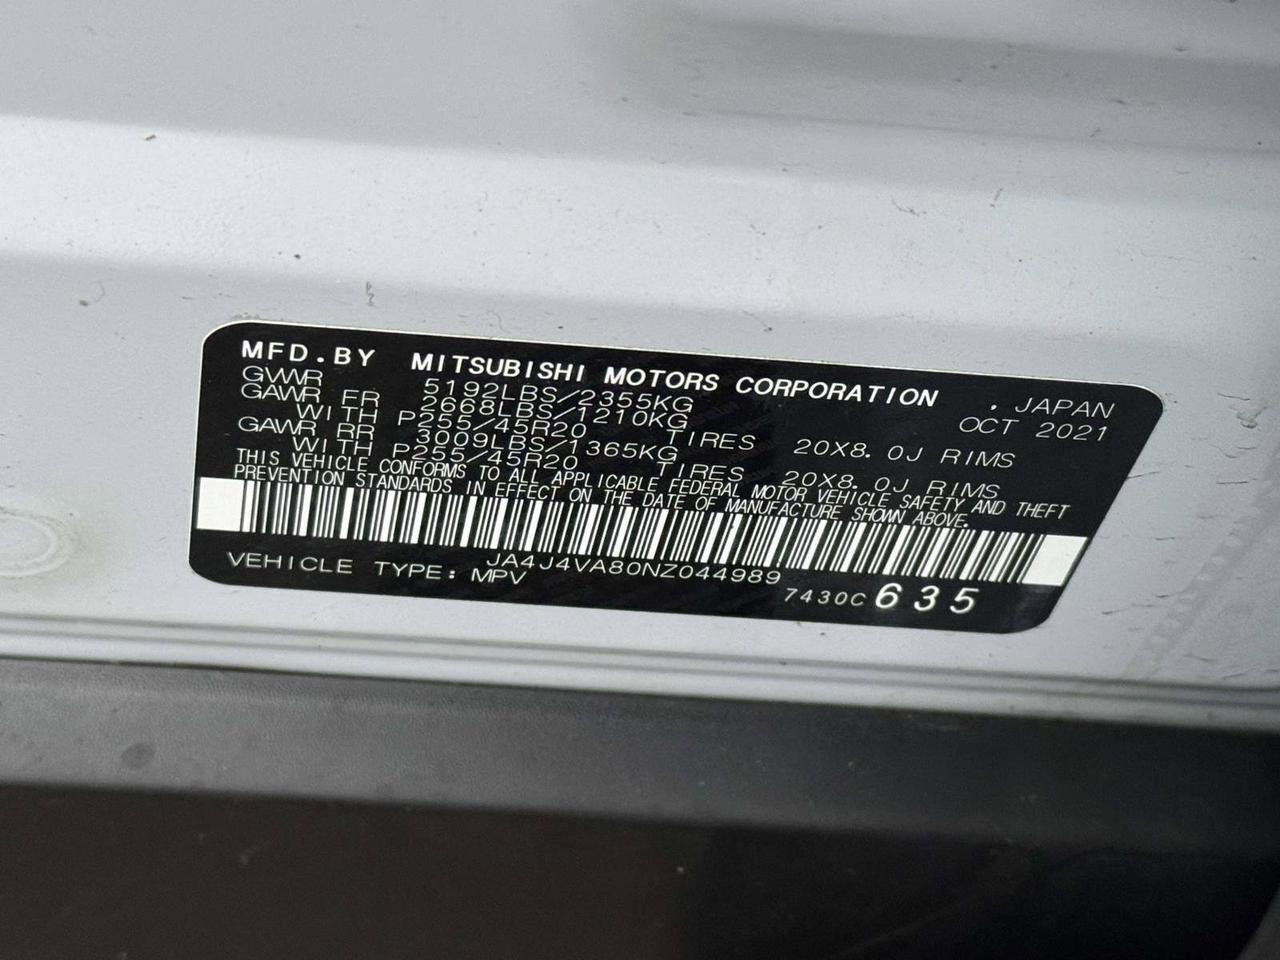 MFD. BY MITSUBISHI MOTORS CORPORATION , JAPAN
GVWR 5192LBS/2355KG OCT 2021
GAWR FR 2668LBS/1210KG
WITH P255/45R20 TIRES 20X8.0J RIMS
GAWR RR 3009LBS/1365KG
WITH P255/45R20 TIRES 20X8.0J RIMS
THIS VEHICLE CONFORMS TO ALL APPLICABLE FEDERAL MOTOR VEHICLE SAFETY AND THEFT
PREVENTION STANDARDS IN EFFECT ON THE DATE OF MANUFACTURE SHOWN ABOVE.
JA4J4VA80NZ044989
VEHICLE TYPE: MPV
7430C 635